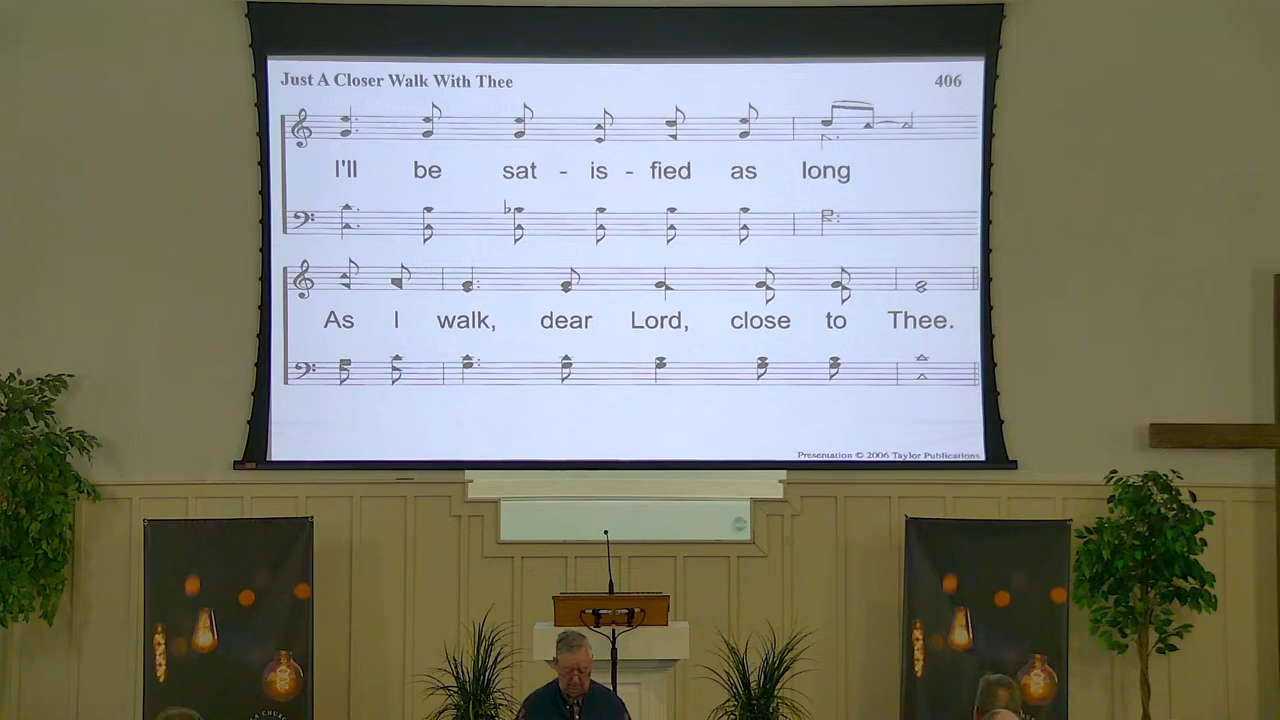 Just A Closer Walk With Thee 406
I'll be sat - is - fied as long
As I walk, dear Lord, close to Thee.
Presentation © 2006 Taylor Publications